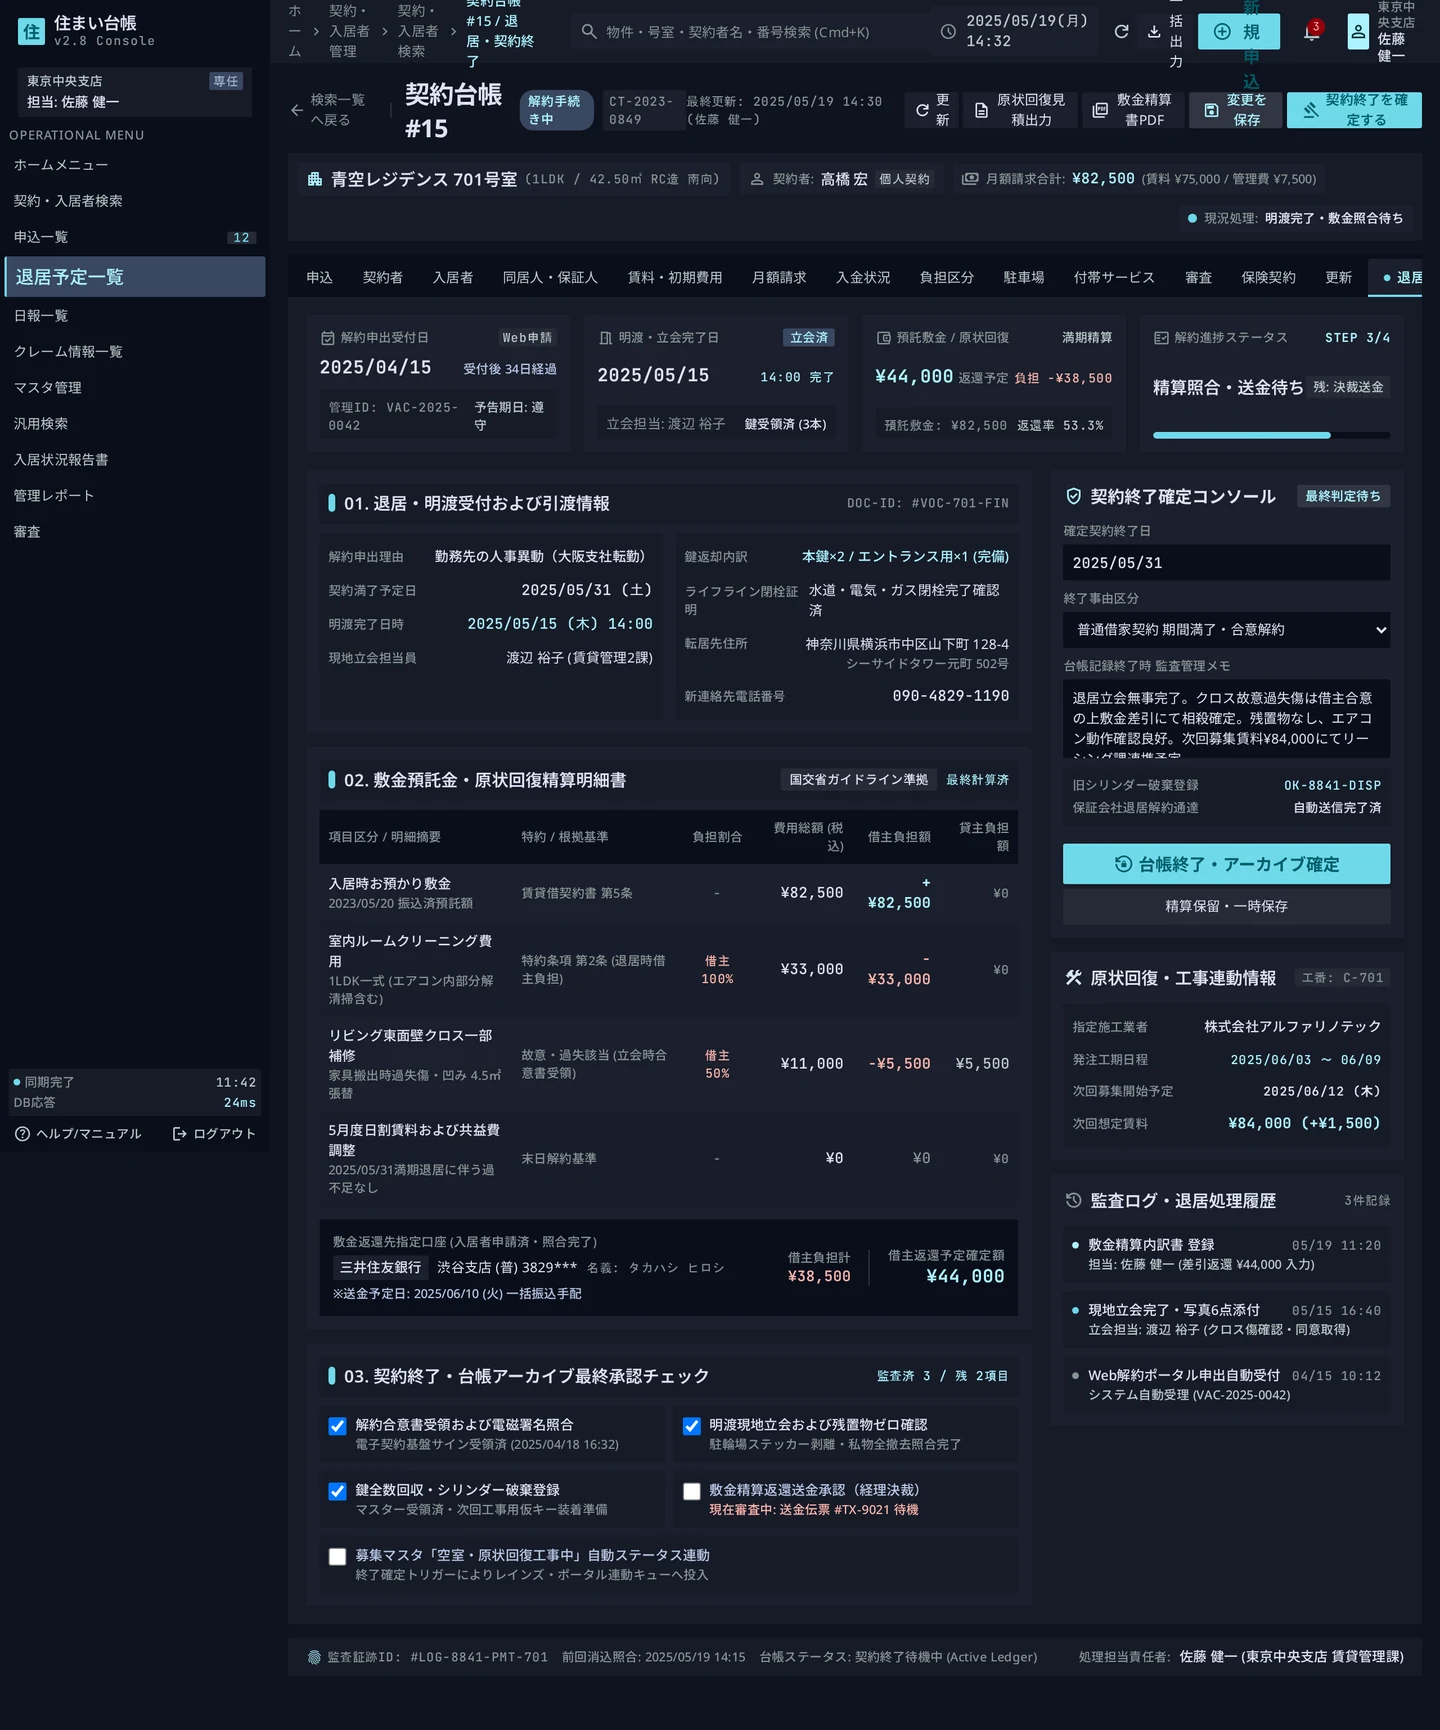 住
住まい台帳
v2.8 Console
東京中央支店
専任
担当: 佐藤 健一
OPERATIONAL MENU
ホームメニュー
契約・入居者検索
申込一覧
12
退居予定一覧
日報一覧
クレーム情報一覧
マスタ管理
汎用検索
入居状況報告書
管理レポート
審査
同期完了
11:42
DB応答
24ms
ヘルプ/マニュアル
ログアウト
ホーム
契約・入居者管理
契約・入居者検索
契約台帳 #15 / 退居・契約終了
物件・号室・契約者名・番号検索 (Cmd+K)
2025/05/19(月)
14:32
括出力
新規申込
3
東京中央支店
佐藤 健一
検索一覧
へ戻る
契約台帳
#15
解約手続
き中
CT-2023-
0849
最終更新: 2025/05/19 14:30
(佐藤 健一)
更新
原状回復見
積出力
敷金精算
書PDF
変更を
保存
契約終了を確
定する
青空レジデンス 701号室 (1LDK / 42.50㎡ RC造 南向)
契約者: 高橋 宏 個人契約
月額請求合計: ¥82,500 (賃料 ¥75,000 / 管理費 ¥7,500)
現況処理: 明渡完了・敷金照合待ち
申込
契約者
入居者
同居人・保証人
賃料・初期費用
月額請求
入金状況
負担区分
駐車場
付帯サービス
審査
保険契約
更新
退居
解約申出受付日
Web申請
2025/04/15
受付後 34日経過
管理ID: VAC-2025-
0042
予告期日: 遵
守
明渡・立会完了日
立会済
2025/05/15
14:00 完了
立会担当: 渡辺 裕子
鍵受領済 (3本)
預託敷金 / 原状回復
満期精算
¥44,000 返還予定 負担 -¥38,500
預託敷金: ¥82,500
返還率 53.3%
解約進捗ステータス
STEP 3/4
精算照合・送金待ち
残: 決裁送金
01. 退居・明渡受付および引渡情報
DOC-ID: #VOC-701-FIN
解約申出理由
勤務先の人事異動（大阪支社転勤）
契約満了予定日
2025/05/31 (土)
明渡完了日時
2025/05/15 (木) 14:00
現地立会担当員
渡辺 裕子 (賃貸管理2課)
鍵返却内訳
本鍵×2 / エントランス用×1 (完備)
ライフライン閉栓証
明
水道・電気・ガス閉栓完了確認
済
転居先住所
神奈川県横浜市中区山下町 128-4
シーサイドタワー元町 502号
新連絡先電話番号
090-4829-1190
02. 敷金預託金・原状回復精算明細書
国交省ガイドライン準拠
最終計算済
項目区分 / 明細摘要
特約 / 根拠基準
負担割合
費用総額 (税
込)
借主負担額
貸主負担
額
入居時お預かり敷金
2023/05/20 振込済預託額
賃貸借契約書 第5条
-
¥82,500
+
¥82,500
¥0
室内ルームクリーニング費
用
1LDK一式 (エアコン内部分解
清掃含む)
特約条項 第2条 (退居時借
主負担)
借主
100%
¥33,000
-
¥33,000
¥0
リビング東面壁クロス一部
補修
家具搬出時過失傷・凹み 4.5㎡
張替
故意・過失該当 (立会時合
意書受領)
借主
50%
¥11,000
-¥5,500
¥5,500
5月度日割賃料および共益費
調整
2025/05/31満期退居に伴う過
不足なし
末日解約基準
-
¥0
¥0
¥0
敷金返還先指定口座 (入居者申請済・照合完了)
三井住友銀行 渋谷支店 (普) 3829*** 名義: タカハシ ヒロシ
※送金予定日: 2025/06/10 (火) 一括振込手配
借主負担計
¥38,500
借主返還予定確定額
¥44,000
03. 契約終了・台帳アーカイブ最終承認チェック
監査済 3 / 残 2項目
解約合意書受領および電磁署名照合
電子契約基盤サイン受領済 (2025/04/18 16:32)
明渡現地立会および残置物ゼロ確認
駐輪場ステッカー剥離・私物全撤去照合完了
鍵全数回収・シリンダー破棄登録
マスター受領済・次回工事用仮キー装着準備
敷金精算返還送金承認（経理決裁）
現在審査中: 送金伝票 #TX-9021 待機
募集マスタ「空室・原状回復工事中」自動ステータス連動
終了確定トリガーによりレインズ・ポータル連動キューへ投入
契約終了確定コンソール
最終判定待ち
確定契約終了日
2025/05/31
終了事由区分
普通借家契約 期間満了・合意解約
台帳記録終了時 監査管理メモ
退居立会無事完了。クロス故意過失傷は借主合意
の上敷金差引にて相殺確定。残置物なし、エアコ
ン動作確認良好。次回募集賃料¥84,000にてリー
シング課連携予定
旧シリンダー破棄登録
OK-8841-DISP
保証会社退居解約通達
自動送信完了済
台帳終了・アーカイブ確定
精算保留・一時保存
原状回復・工事連動情報
工番: C-701
指定施工業者
株式会社アルファリノテック
発注工期日程
2025/06/03 〜 06/09
次回募集開始予定
2025/06/12 (木)
次回想定賃料
¥84,000 (+¥1,500)
監査ログ・退居処理履歴
3件記録
敷金精算内訳書 登録
05/19 11:20
担当: 佐藤 健一 (差引返還 ¥44,000 入力)
現地立会完了・写真6点添付
05/15 16:40
立会担当: 渡辺 裕子 (クロス傷確認・同意取得)
Web解約ポータル申出自動受付
04/15 10:12
システム自動受理 (VAC-2025-0042)
監査証跡ID: #LOG-8841-PMT-701
前回消込照合: 2025/05/19 14:15
台帳ステータス: 契約終了待機中 (Active Ledger)
処理担当責任者: 佐藤 健一 (東京中央支店 賃貸管理課)